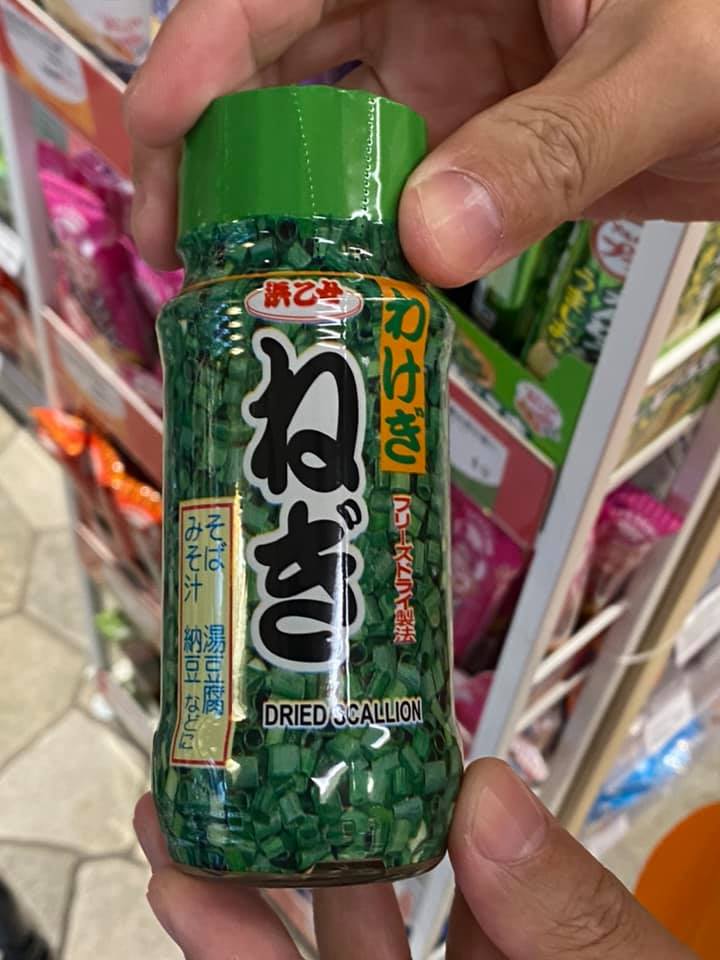 浜乙女
わけぎ
ねぎ
フリーズドライ製法
そば 湯豆腐
みそ汁 納豆 などに
DRIED SCALLION